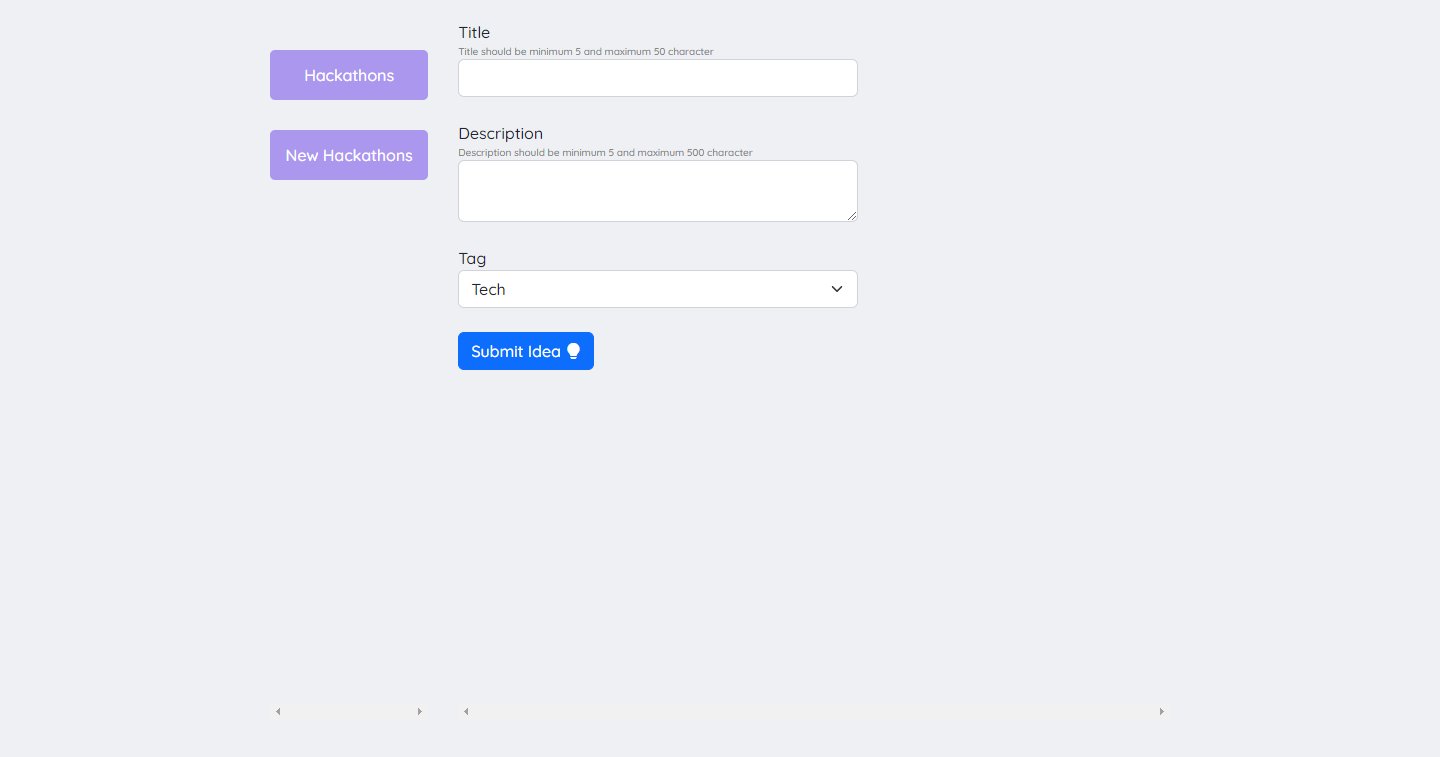 Hackathons
New Hackathons
Title
Title should be minimum 5 and maximum 50 character
Description
Description should be minimum 5 and maximum 500 character
Tag
Tech
Submit Idea